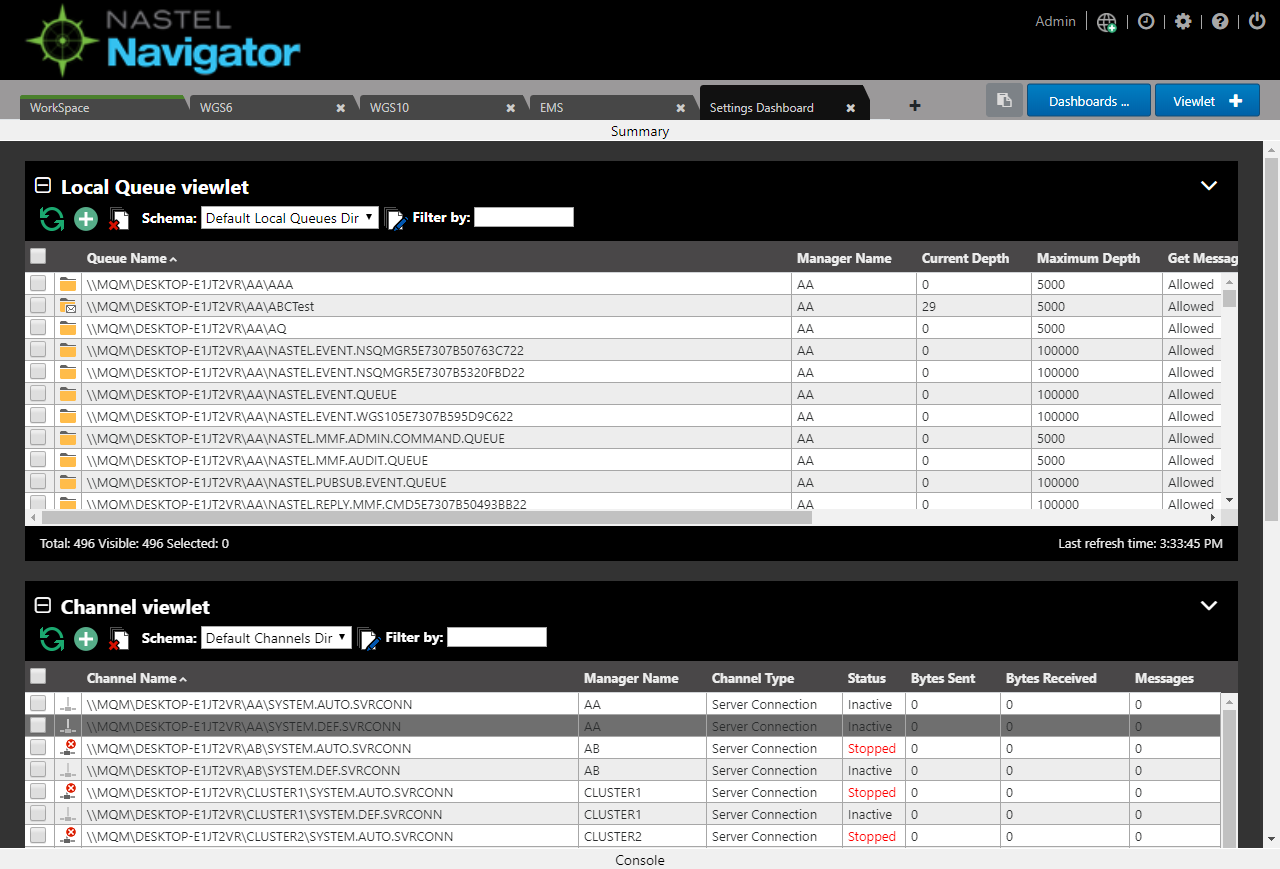 NASTEL
Navigator
Admin
WorkSpace WGS6 WGS10 EMS Settings Dashboard
Dashboards ... Viewlet
Summary
Local Queue viewlet
Schema: Default Local Queues Dir Filter by:
Queue Name Manager Name Current Depth Maximum Depth Get Messag
\\MQM\DESKTOP-E1JT2VR\AA\AAA AA 0 5000 Allowed
\\MQM\DESKTOP-E1JT2VR\AA\ABCTest AA 29 5000 Allowed
\\MQM\DESKTOP-E1JT2VR\AA\AQ AA 0 5000 Allowed
\\MQM\DESKTOP-E1JT2VR\AA\NASTEL.EVENT.NSQMGR5E7307B50763C722 AA 0 100000 Allowed
\\MQM\DESKTOP-E1JT2VR\AA\NASTEL.EVENT.NSQMGR5E7307B5320FBD22 AA 0 100000 Allowed
\\MQM\DESKTOP-E1JT2VR\AA\NASTEL.EVENT.QUEUE AA 0 100000 Allowed
\\MQM\DESKTOP-E1JT2VR\AA\NASTEL.EVENT.WGS105E7307B595D9C622 AA 0 100000 Allowed
\\MQM\DESKTOP-E1JT2VR\AA\NASTEL.MMF.ADMIN.COMMAND.QUEUE AA 0 5000 Allowed
\\MQM\DESKTOP-E1JT2VR\AA\NASTEL.MMF.AUDIT.QUEUE AA 0 5000 Allowed
\\MQM\DESKTOP-E1JT2VR\AA\NASTEL.PUBSUB.EVENT.QUEUE AA 0 100000 Allowed
\\MQM\DESKTOP-E1JT2VR\AA\NASTEL.REPLY.MMF.CMD5E7307B50493BB22 AA 0 100000 Allowed
Total: 496 Visible: 496 Selected: 0 Last refresh time: 3:33:45 PM
Channel viewlet
Schema: Default Channels Dir Filter by:
Channel Name Manager Name Channel Type Status Bytes Sent Bytes Received Messages
\\MQM\DESKTOP-E1JT2VR\AA\SYSTEM.AUTO.SVRCONN AA Server Connection Inactive 0 0 0
\\MQM\DESKTOP-E1JT2VR\AA\SYSTEM.DEF.SVRCONN AA Server Connection Inactive 0 0 0
\\MQM\DESKTOP-E1JT2VR\AB\SYSTEM.AUTO.SVRCONN AB Server Connection Stopped 0 0 0
\\MQM\DESKTOP-E1JT2VR\AB\SYSTEM.DEF.SVRCONN AB Server Connection Inactive 0 0 0
\\MQM\DESKTOP-E1JT2VR\CLUSTER1\SYSTEM.AUTO.SVRCONN CLUSTER1 Server Connection Stopped 0 0 0
\\MQM\DESKTOP-E1JT2VR\CLUSTER1\SYSTEM.DEF.SVRCONN CLUSTER1 Server Connection Inactive 0 0 0
\\MQM\DESKTOP-E1JT2VR\CLUSTER2\SYSTEM.AUTO.SVRCONN CLUSTER2 Server Connection Stopped 0 0 0
Console